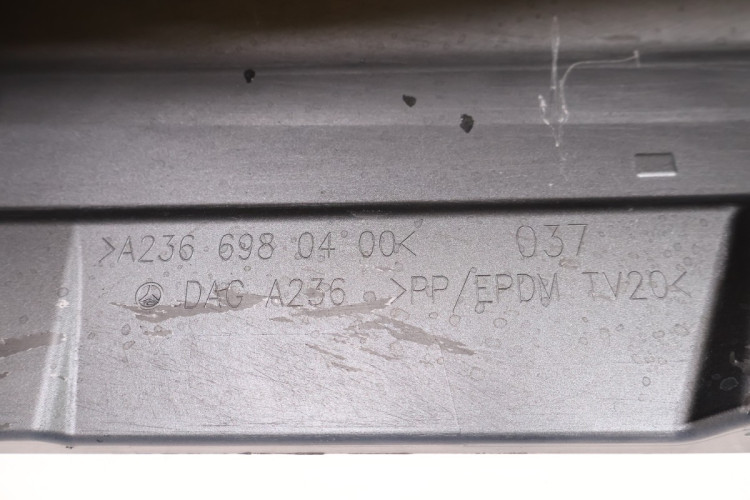 >A236 698 04 00< 037
DAG A236 >PP/EPDM TV20<